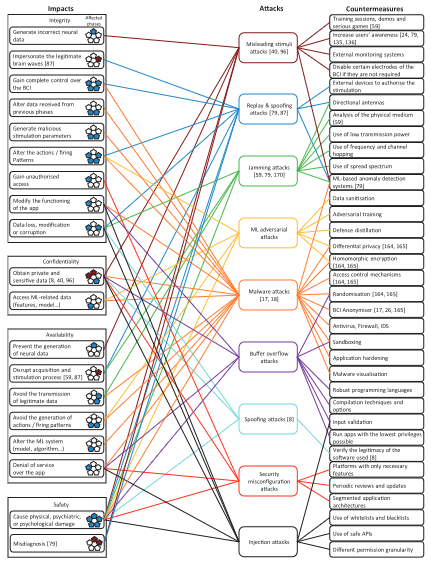 Impacts
Attacks
Countermeasures
Integrity
Affected
phases
Generate incorrect neural
data
Impersonate the legitimate
brain waves [87]
Gain complete control over
the BCI
Alter data received from
previous phases
Generate malicious
stimulation parameters
Alter the actions / firing
Patterns
Gain unauthorised
access
Modify the functioning
of the app
Data loss, modification
or corruption
Confidentiality
Obtain private and
sensitive data [8, 40, 96]
Access ML-related data
(features, model...)
Availability
Prevent the generation
of neural data
Disrupt acquisition and
stimulation process [59, 87]
Avoid the transmission
of legitimate data
Avoid the generation of
actions / firing patterns
Alter the ML system
(model, algorithm...)
Denial of service
over the app
Safety
Cause physical, psychiatric,
or psychological damage
Misdiagnosis [79]
Misleading stimuli
attacks [40, 96]
Replay & spoofing
attacks [79, 87]
Jamming attacks
[59, 79, 170]
ML adversarial
attacks
Malware attacks
[17, 18]
Buffer overflow
attacks
Spoofing attacks [8]
Security
misconfiguration
attacks
Injection attacks
Training sessions, demos and
serious games [59]
Increase users' awareness [24, 79,
135, 136]
External monitoring systems
Disable certain electrodes of the
BCI if they are not required
External devices to authorise the
stimulation
Directional antennas
Analysis of the physical medium
[59]
Use of low transmission power
Use of frequency and channel
hopping
Use of spread spectrum
ML-based anomaly detection
systems [79]
Data sanitisation
Adversarial training
Defence distillation
Differential privacy [164, 165]
Homomorphic encryption
[164, 165]
Access control mechanisms
[164, 165]
Randomisation [164, 165]
BCI Anonymiser [17, 26, 165]
Antivirus, Firewall, IDS
Sandboxing
Application hardening
Malware visualisation
Robust programming languages
Compilation techniques and
options
Input validation
Run apps with the lowest privileges
possible
Verify the legitimacy of the
software used [8]
Platforms with only necessary
features
Periodic reviews and updates
Segmented application
architectures
Use of whitelists and blacklists
Use of safe APIs
Different permission granularity